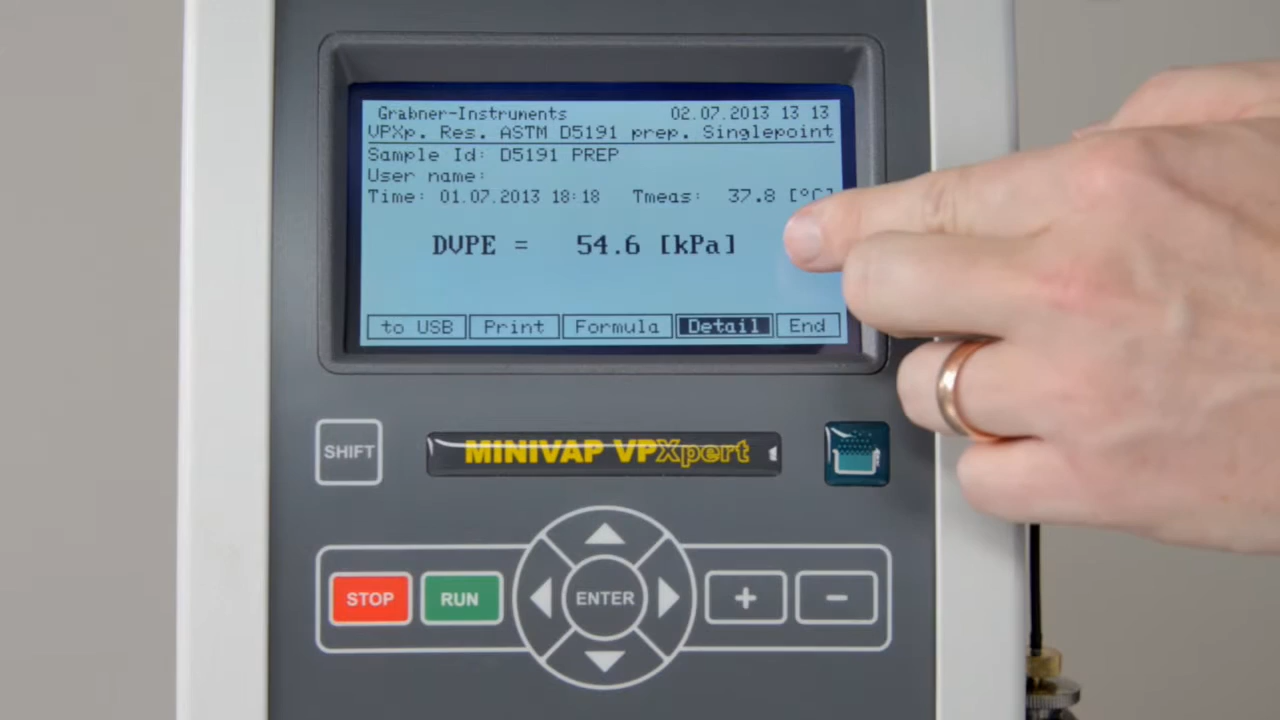 Grabner-Instruments 02.07.2013 13 13
VPXp. Res. ASTM D5191 prep. Singlepoint
Sample Id: D5191 PREP
User name:
Time: 01.07.2013 18:18 Tmeas: 37.8 [°C]
DVPE = 54.6 [kPa]
to USB Print Formula Detail End
SHIFT
MINIVAP VPXpert
STOP RUN ENTER + -